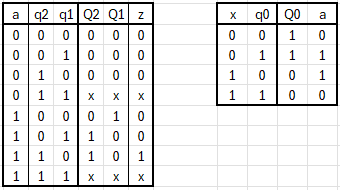 a q2 q1 Q2 Q1 z x q0 Q0 a
0 0 0 0 0 0 0 0 1 0
0 0 1 0 0 0 0 1 1 1
0 1 0 0 0 0 1 0 0 1
0 1 1 x x x 1 1 0 0
1 0 0 0 1 0
1 0 1 1 0 0
1 1 0 1 0 1
1 1 1 x x x